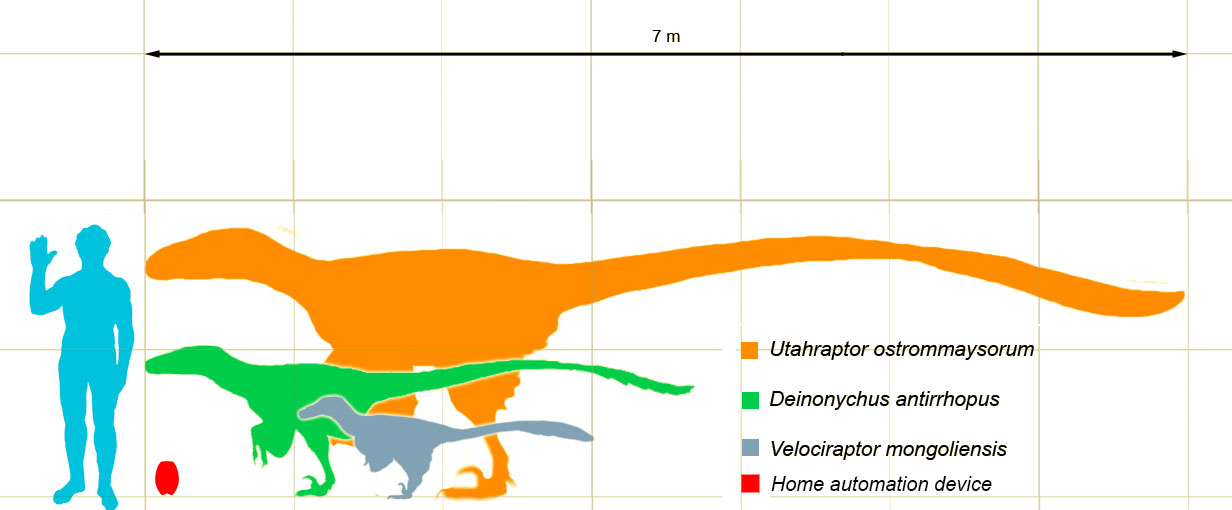 7 m
Utahraptor ostrommaysorum
Deinonychus antirrhopus
Velociraptor mongoliensis
Home automation device